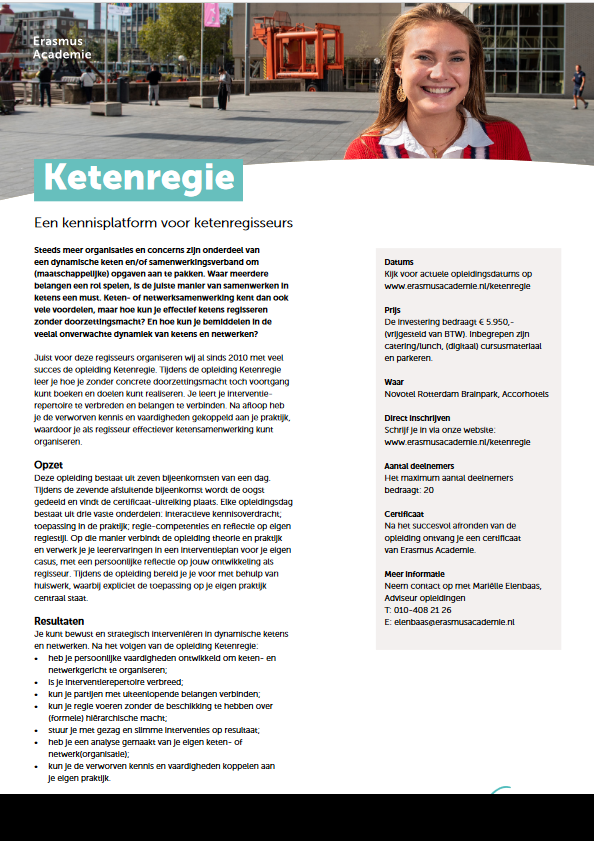 Erasmus
Academie
Ketenregie
Een kennisplatform voor ketenregisseurs
Steeds meer organisaties en concerns zijn onderdeel van
een dynamische keten en/of samenwerkingsverband om
(maatschappelijke) opgaven aan te pakken. Waar meerdere
belangen een rol spelen, is de juiste manier van samenwerken in
ketens een must. Keten- of netwerksamenwerking kent dan ook
vele voordelen, maar hoe kun je effectief ketens regisseren
zonder doorzettingsmacht? En hoe kun je bemiddelen in de
veelal onverwachte dynamiek van ketens en netwerken?
Juist voor deze regisseurs organiseren wij al sinds 2010 met veel
succes de opleiding Ketenregie. Tijdens de opleiding Ketenregie
leer je hoe je zonder concrete doorzettingsmacht toch voortgang
kunt boeken en doelen kunt realiseren. Je leert je interventie-
repertoire te verbreden en belangen te verbinden. Na afloop heb
je de verworven kennis en vaardigheden gekoppeld aan je praktijk,
waardoor je als regisseur effectiever ketensamenwerking kunt
organiseren.
Opzet
Deze opleiding bestaat uit zeven bijeenkomsten van een dag.
Tijdens de zevende afsluitende bijeenkomst wordt de oogst
gedeeld en vindt de certificaat-uitreiking plaats. Elke opleidingsdag
bestaat uit drie vaste onderdelen: interactieve kennisoverdracht;
toepassing in de praktijk; regie-competenties en reflectie op eigen
regiestijl. Op die manier verbindt de opleiding theorie en praktijk
en verwerk je je leerervaringen in een interventieplan voor je eigen
casus, met een persoonlijke reflectie op jouw ontwikkeling als
regisseur. Tijdens de opleiding bereid je je voor met behulp van
huiswerk, waarbij expliciet de toepassing op je eigen praktijk
centraal staat.
Resultaten
Je kunt bewust en strategisch interveniëren in dynamische ketens
en netwerken. Na het volgen van de opleiding Ketenregie:
• heb je persoonlijke vaardigheden ontwikkeld om keten- en
netwerkgericht te organiseren;
• is je interventierepertoire verbreed;
• kun je partijen met uiteenlopende belangen verbinden;
• kun je regie voeren zonder de beschikking te hebben over
(formele) hiërarchische macht;
• stuur je met gezag en slimme interventies op resultaat;
• heb je een analyse gemaakt van je eigen keten- of
netwerk(organisatie);
• kun je de verworven kennis en vaardigheden koppelen aan
je eigen praktijk.
Datums
Kijk voor actuele opleidingsdatums op
www.erasmusacademie.nl/ketenregie
Prijs
De investering bedraagt € 5.950,-
(vrijgesteld van BTW). Inbegrepen zijn
catering/lunch, (digitaal) cursusmateriaal
en parkeren.
Waar
Novotel Rotterdam Brainpark, Accorhotels
Direct inschrijven
Schrijf je in via onze website:
www.erasmusacademie.nl/ketenregie
Aantal deelnemers
Het maximum aantal deelnemers
bedraagt: 20
Certificaat
Na het succesvol afronden van de
opleiding ontvang je een certificaat
van Erasmus Academie.
Meer informatie
Neem contact op met Mariëlle Elenbaas,
Adviseur opleidingen
T: 010-408 21 26
E: elenbaas@erasmusacademie.nl